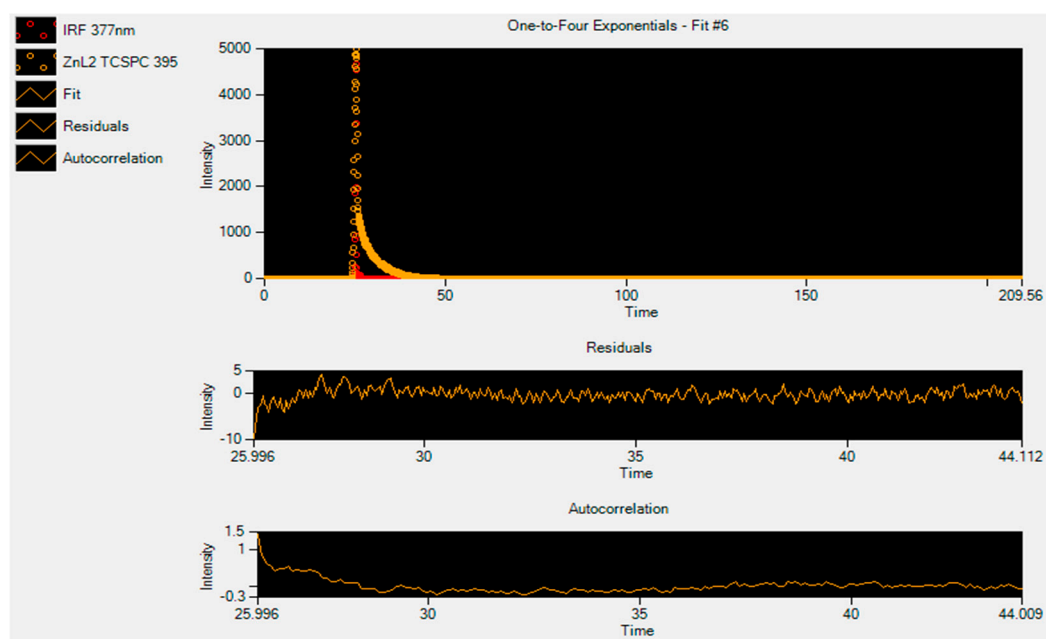 One-to-Four Exponentials - Fit #6
IRF 377nm
ZnL2 TCSPC 395
Fit
Residuals
Autocorrelation
Intensity
5000
4000
3000
2000
1000
0
0 50 100 150 209.56
Time
Residuals
Intensity
5
0
-10
25.996 30 35 40 44.112
Time
Autocorrelation
Intensity
1.5
1
-0.3
25.996 30 35 40 44.009
Time